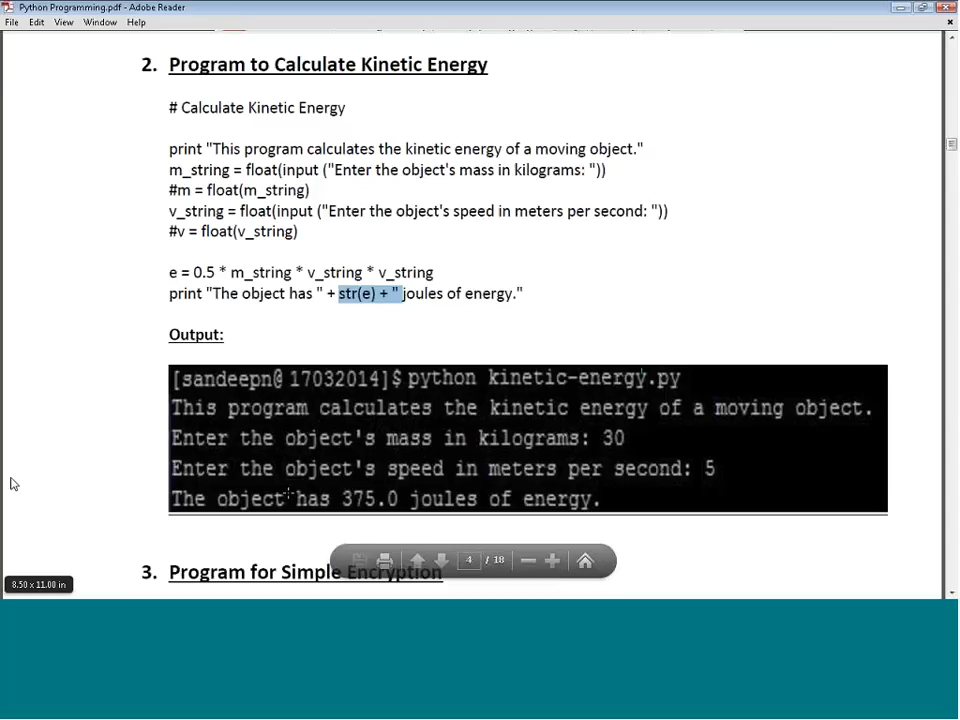 Python Programming.pdf - Adobe Reader
File Edit View Window Help
2. Program to Calculate Kinetic Energy
# Calculate Kinetic Energy
print "This program calculates the kinetic energy of a moving object."
m_string = float(input ("Enter the object's mass in kilograms: "))
#m = float(m_string)
v_string = float(input ("Enter the object's speed in meters per second: "))
#v = float(v_string)
e = 0.5 * m_string * v_string * v_string
print "The object has " + str(e) + " joules of energy."
Output:
[sandeepn@ 17032014]$ python kinetic-energy.py
This program calculates the kinetic energy of a moving object.
Enter the object's mass in kilograms: 30
Enter the object's speed in meters per second: 5
The object has 375.0 joules of energy.
4 / 18
3. Program for Simple Encryption
8.50 x 11.00 in